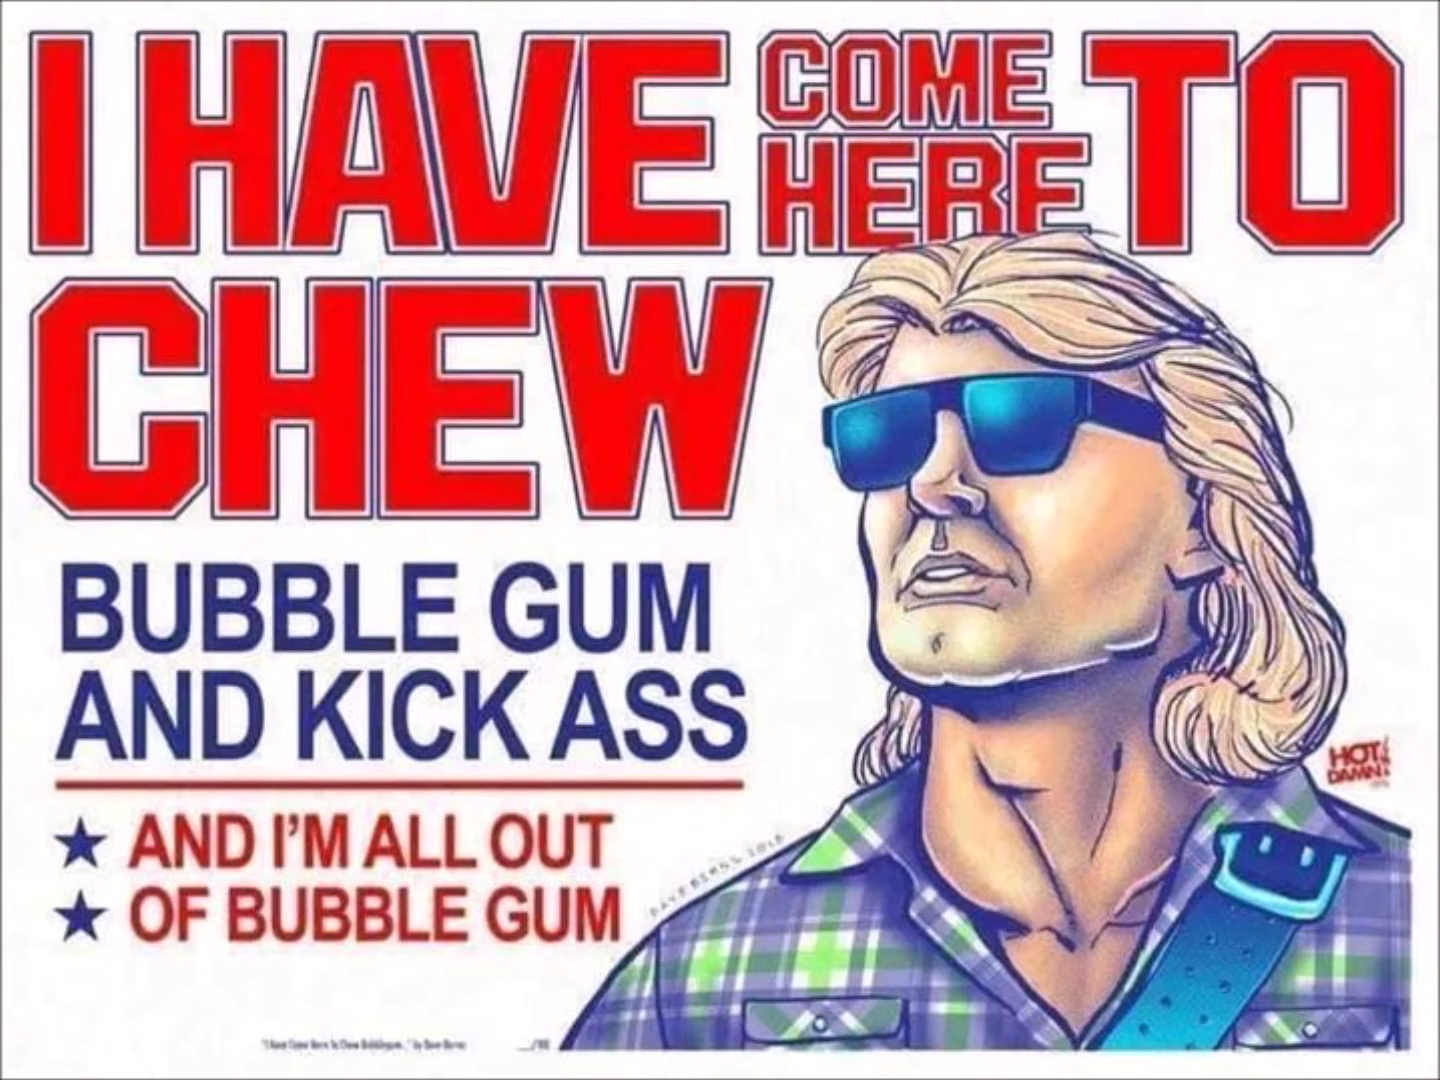 I HAVE COME HERE TO
CHEW
BUBBLE GUM
AND KICK ASS
AND I'M ALL OUT
OF BUBBLE GUM
HOT
DAMN!